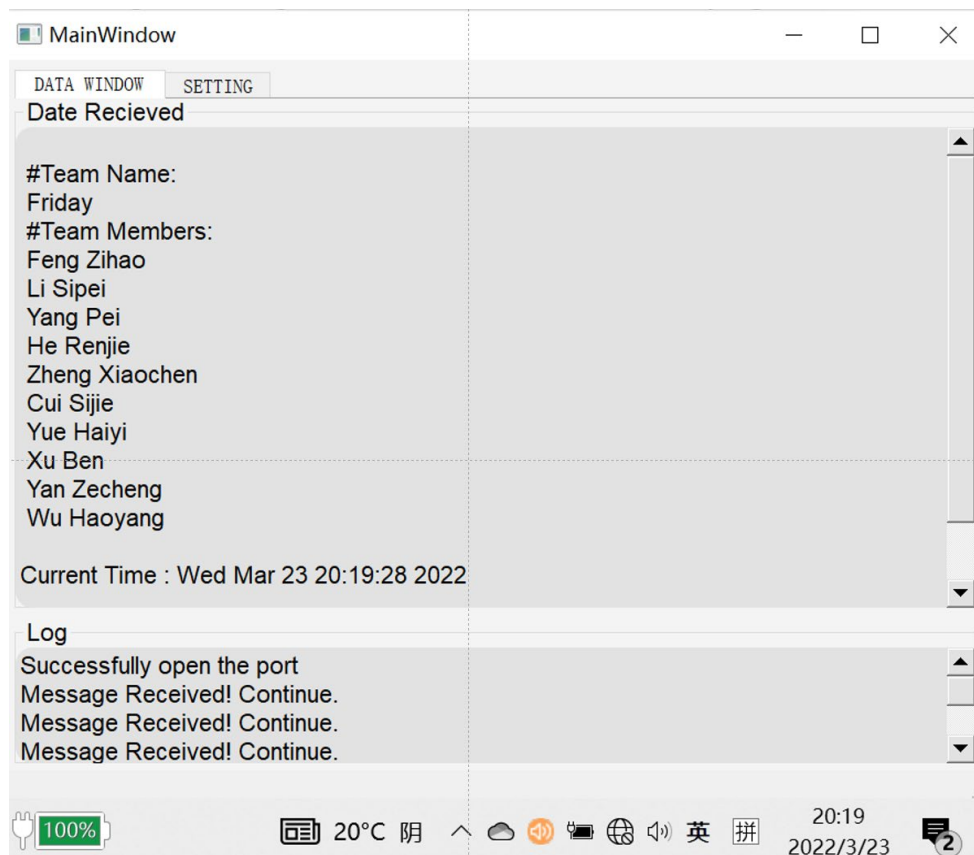 MainWindow
DATA WINDOW SETTING
Date Recieved
#Team Name:
Friday
#Team Members:
Feng Zihao
Li Sipei
Yang Pei
He Renjie
Zheng Xiaochen
Cui Sijie
Yue Haiyi
Xu Ben
Yan Zecheng
Wu Haoyang
Current Time : Wed Mar 23 20:19:28 2022
Log
Successfully open the port
Message Received! Continue.
Message Received! Continue.
Message Received! Continue.
100% 20°C 阴 英 拼 20:19
2022/3/23 2